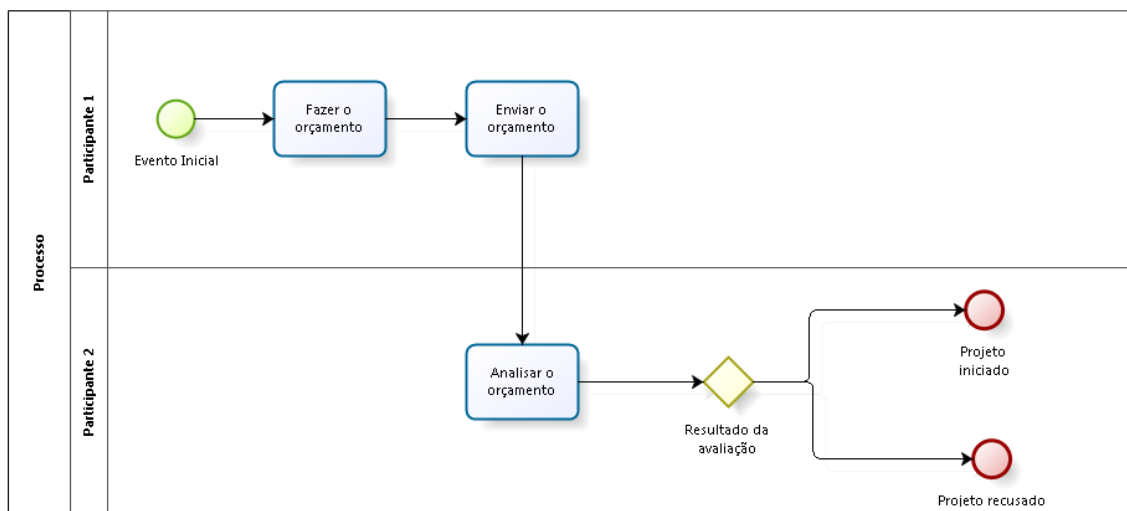 Processo
Participante 1
Evento Inicial
Fazer o
orçamento
Enviar o
orçamento
Participante 2
Analisar o
orçamento
Resultado da
avaliação
Projeto
iniciado
Projeto recusado